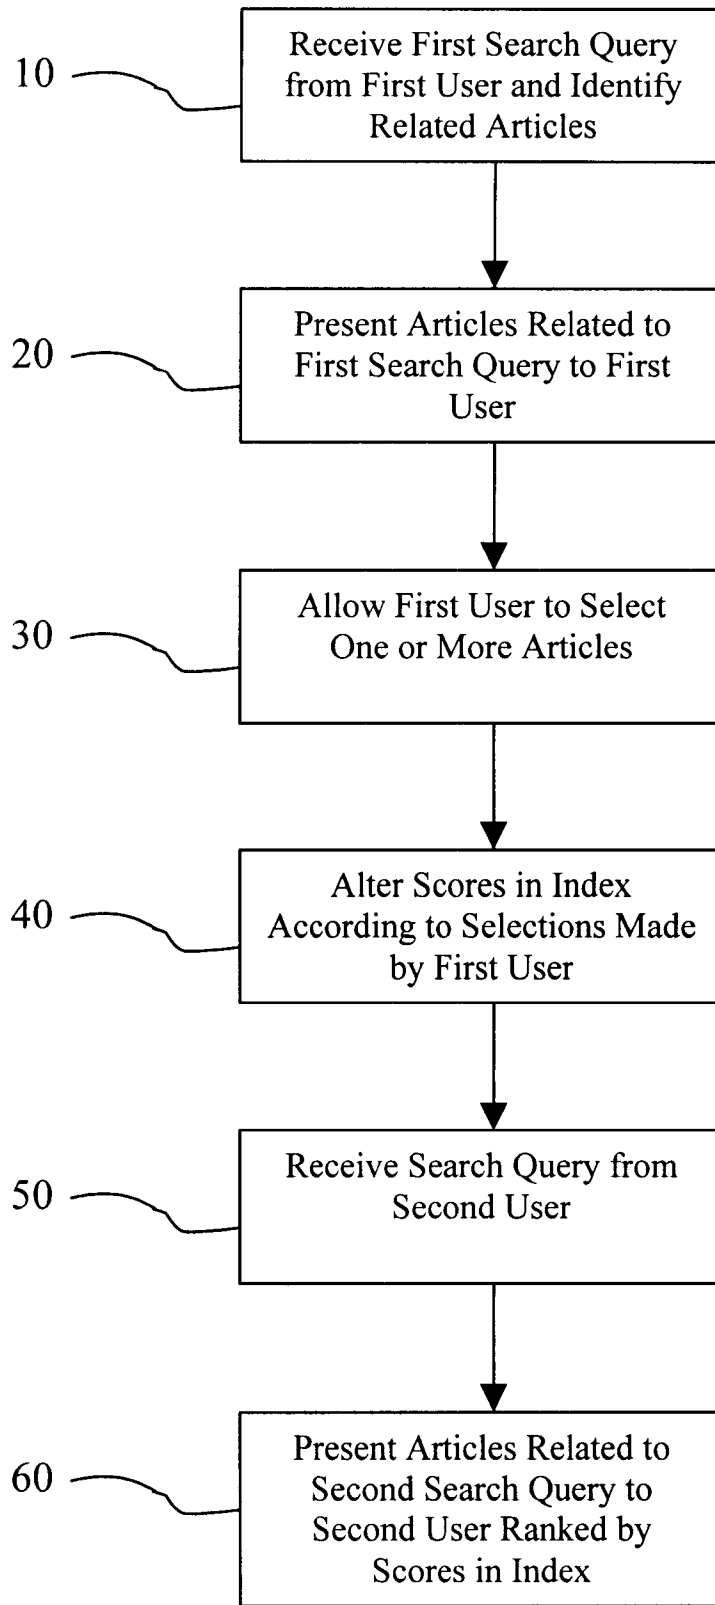 10
Receive First Search Query
from First User and Identify
Related Articles
20
Present Articles Related to
First Search Query to First
User
30
Allow First User to Select
One or More Articles
40
Alter Scores in Index
According to Selections Made
by First User
50
Receive Search Query from
Second User
60
Present Articles Related to
Second Search Query to
Second User Ranked by
Scores in Index